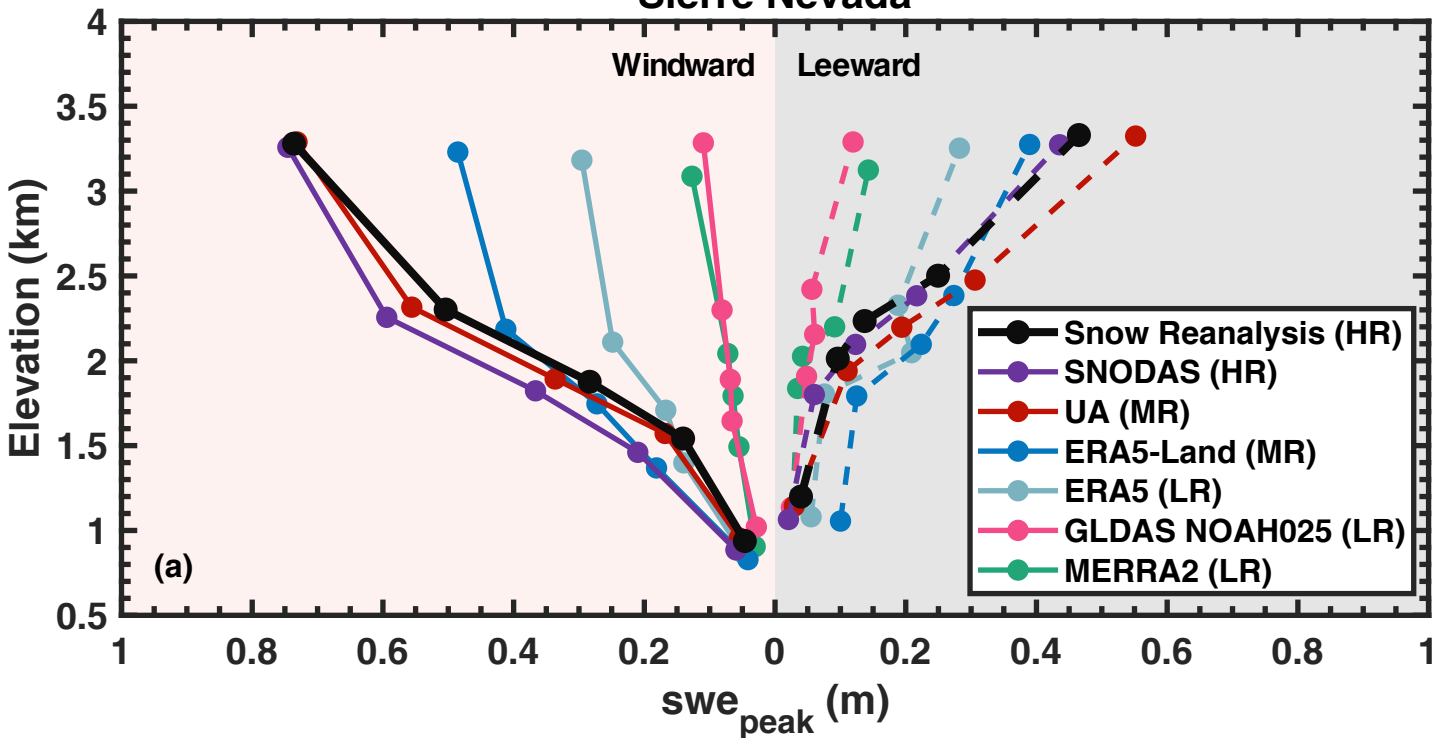 Sierre Nevada
Windward
Leeward
4
3.5
3
2.5
2
1.5
1
0.5
Elevation (km)
Snow Reanalysis (HR)
SNODAS (HR)
UA (MR)
ERA5-Land (MR)
ERA5 (LR)
GLDAS NOAH025 (LR)
MERRA2 (LR)
(a)
1 0.8 0.6 0.4 0.2 0 0.2 0.4 0.6 0.8 1
swe peak (m)